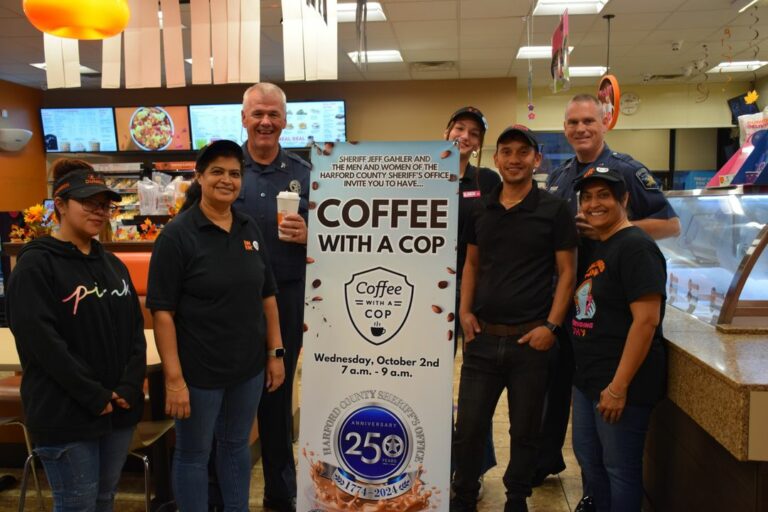 SHERIFF JEFF GAHLER AND
THE MEN AND WOMEN OF THE
HARFORD COUNTY SHERIFF'S OFFICE
INVITE YOU TO HAVE...
COFFEE
WITH A COP
Coffee
WITH A
COP
Wednesday, October 2nd
7 a.m. - 9 a.m.
HARFORD COUNTY SHERIFF'S OFFICE
ANNIVERSARY
250
YEARS
1774-2024
pink